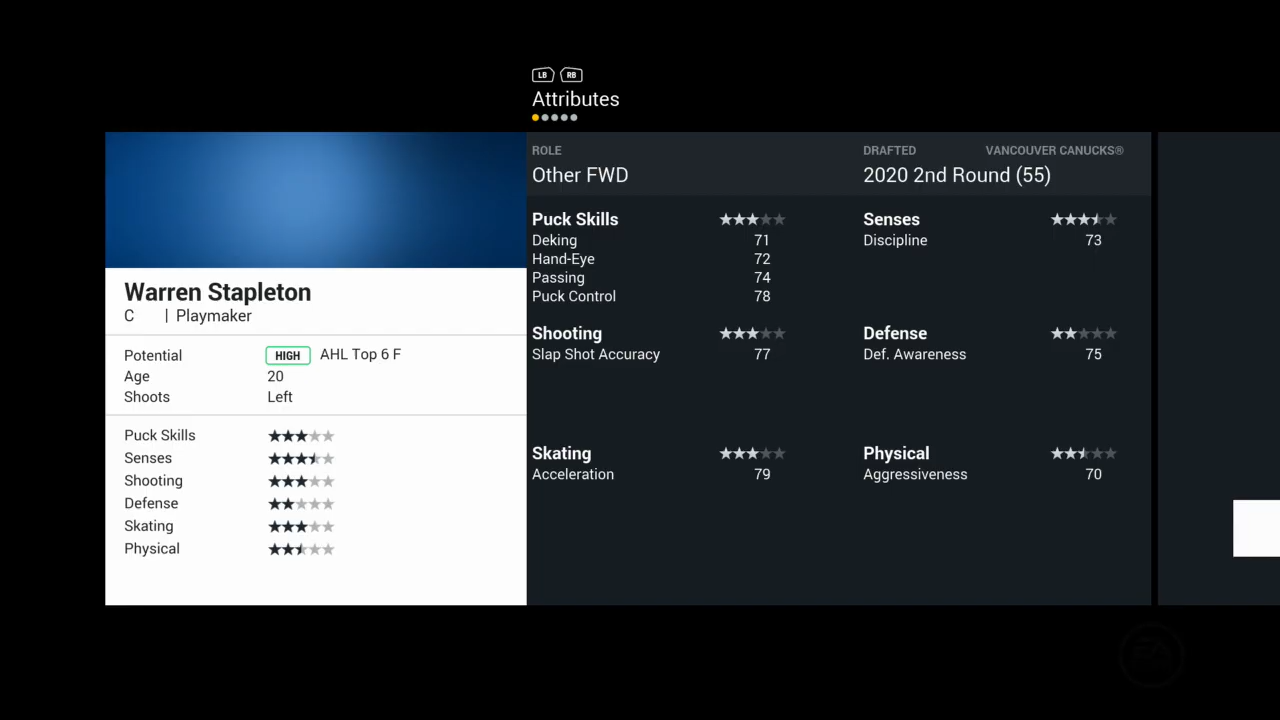 LB RB
Attributes
ROLE
Other FWD
DRAFTED VANCOUVER CANUCKS®
2020 2nd Round (55)
Warren Stapleton
C | Playmaker
Potential HIGH AHL Top 6 F
Age 20
Shoots Left
Puck Skills
Senses
Shooting
Defense
Skating
Physical
Puck Skills
Deking 71
Hand-Eye 72
Passing 74
Puck Control 78
Senses
Discipline 73
Shooting
Slap Shot Accuracy 77
Defense
Def. Awareness 75
Skating
Acceleration 79
Physical
Aggressiveness 70
EA